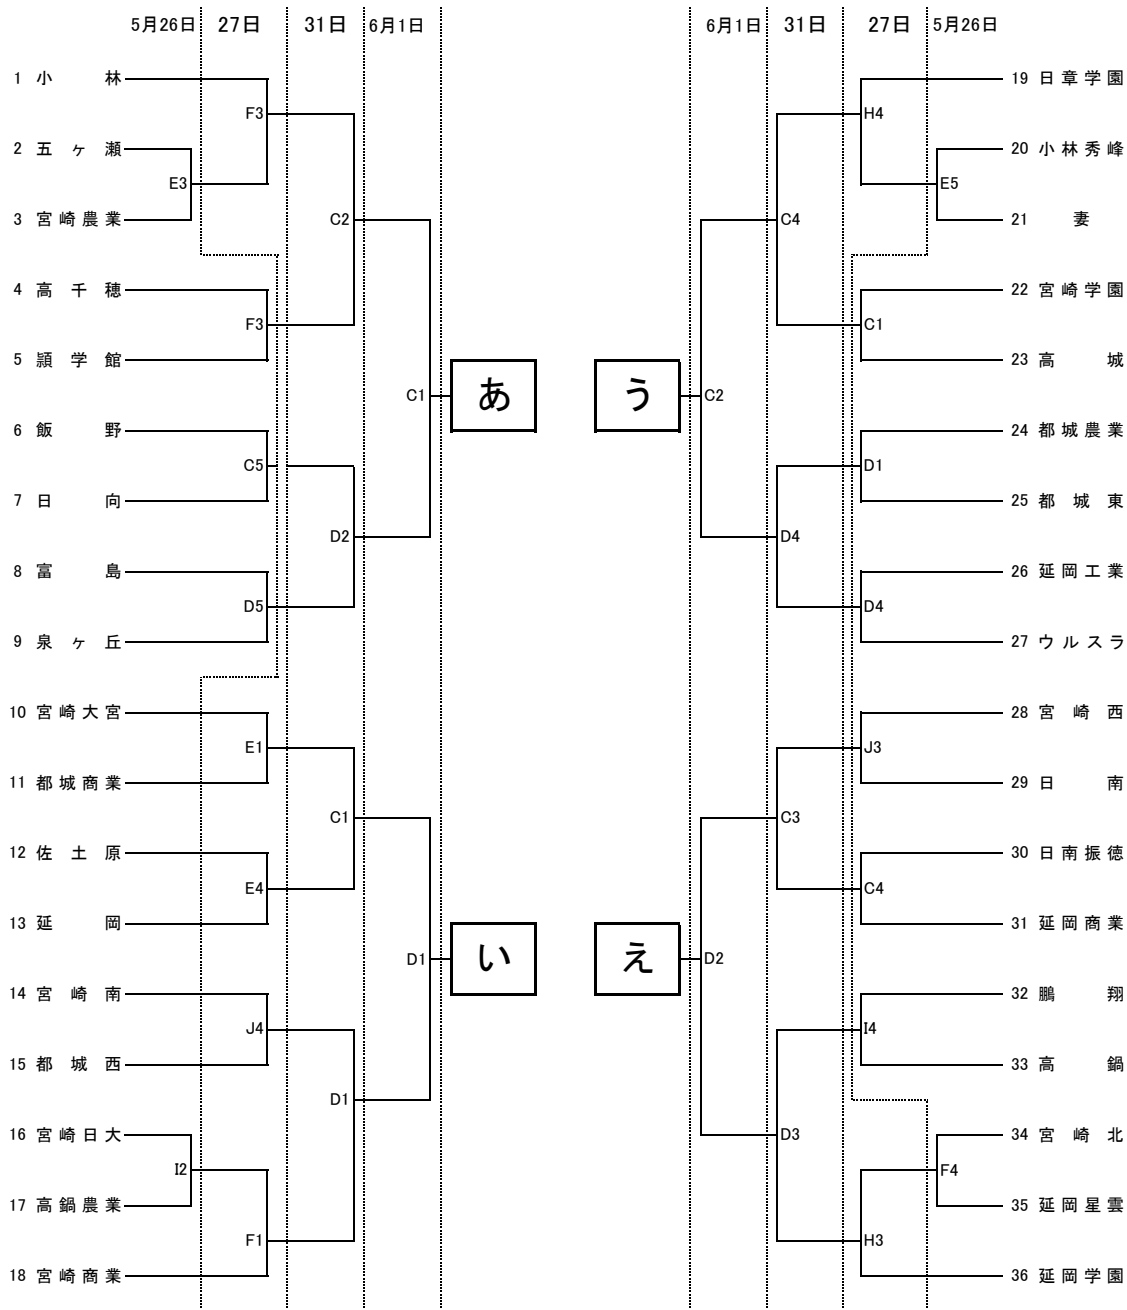 5月26日 27日 31日 6月1日 6月1日 31日 27日 5月26日
1 小 林 19 日章学園
F3 H4
2 五ヶ瀬 20 小林秀峰
E3 E5
3 宮崎農業 C2 C4 21 妻
4 高千穂 22 宮崎学園
F3 C1
5 頴学館 23 高 城
C1 あ う C2
6 飯 野 24 都城農業
C5 D1
7 日 向 25 都城東
D2 D4
8 富 島 26 延岡工業
D5 D4
9 泉ヶ丘 27 ウルスラ
10 宮崎大宮 28 宮崎西
E1 J3
11 都城商業 29 日 南
C1 C3
12 佐土原 30 日南振徳
E4 C4
13 延 岡 31 延岡商業
D1 い え D2
14 宮崎南 32 鵬 翔
J4 I4
15 都城西 33 高 鍋
D1
16 宮崎日大 D3 34 宮崎北
I2 F4
17 高鍋農業 35 延岡星雲
F1 H3
18 宮崎商業 36 延岡学園